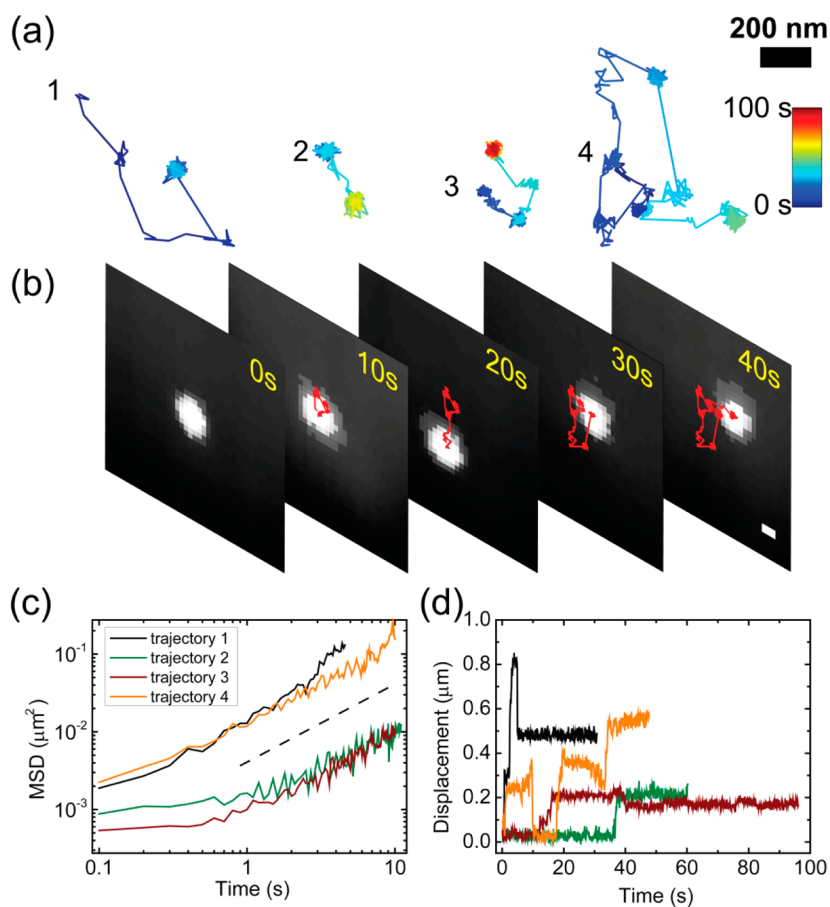 (a)
200 nm
1
2
3
4
100 s
0 s
(b)
0s
10s
20s
30s
40s
(c)
(d)
trajectory 1
trajectory 2
trajectory 3
trajectory 4
MSD (μm²)
10⁻¹
10⁻²
10⁻³
0.1
1
10
Time (s)
Displacement (μm)
1.0
0.8
0.6
0.4
0.2
0.0
0
20
40
60
80
100
Time (s)